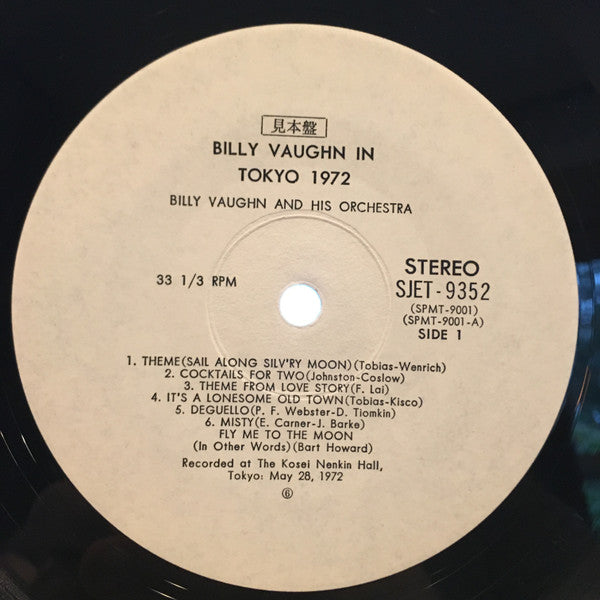 見本盤
BILLY VAUGHN IN
TOKYO 1972
BILLY VAUGHN AND HIS ORCHESTRA
33 1/3 RPM
STEREO
SJET-9352
(SPMT-9001)
(SPMT-9001-A)
SIDE 1
1. THEME(SAIL ALONG SILV'RY MOON)(Tobias-Wenrich)
2. COCKTAILS FOR TWO(Johnston-Coslow)
3. THEME FROM LOVE STORY(F. Lai)
4. IT'S A LONESOME OLD TOWN(Tobias-Kisco)
5. DEGUELLO(P. F. Webster-D. Tiomkin)
6. MISTY(E. Carner-J. Barke)
FLY ME TO THE MOON
(In Other Words)(Bart Howard)
Recorded at The Kosei Nenkin Hall,
Tokyo: May 28, 1972
⑥